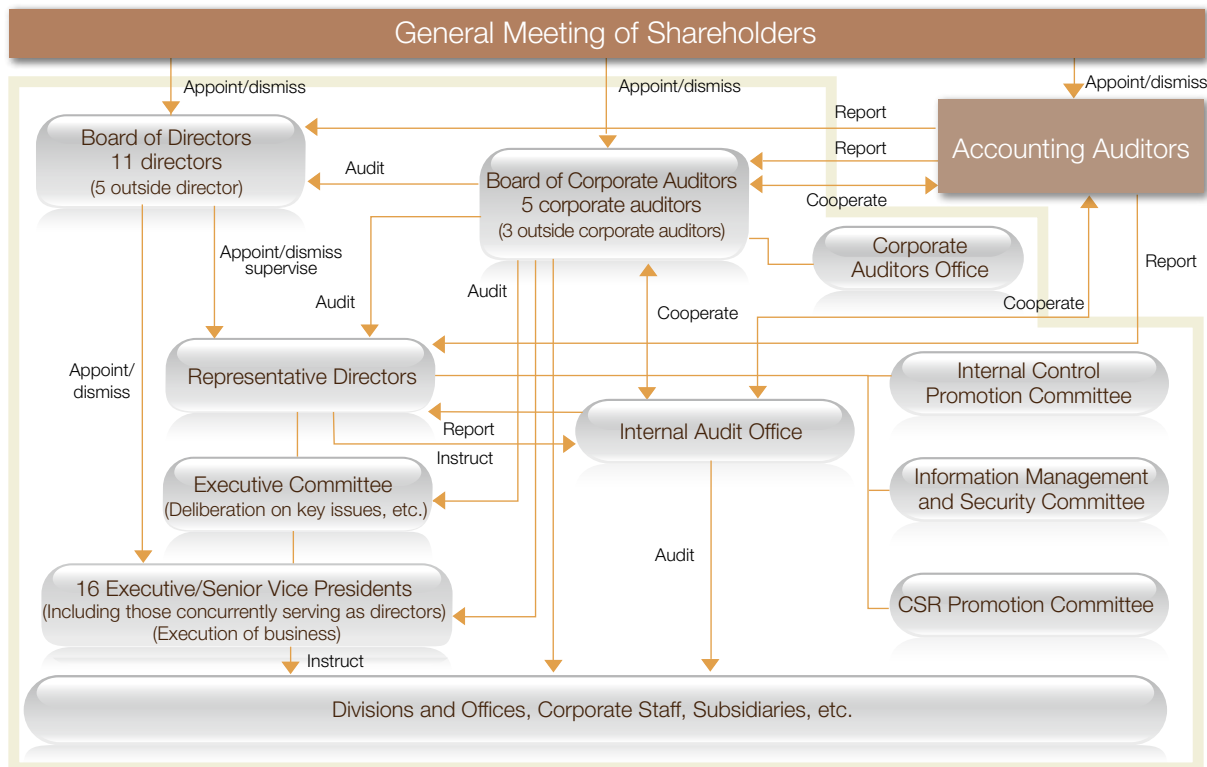 General Meeting of Shareholders
Appoint/dismiss
Appoint/dismiss
Appoint/dismiss
Board of Directors
11 directors
(5 outside director)
Report
Accounting Auditors
Report
Audit
Board of Corporate Auditors
5 corporate auditors
(3 outside corporate auditors)
Cooperate
Appoint/dismiss
supervise
Corporate
Auditors Office
Report
Audit
Audit
Cooperate
Cooperate
Appoint/
dismiss
Representative Directors
Internal Control
Promotion Committee
Report
Instruct
Internal Audit Office
Executive Committee
(Deliberation on key issues, etc.)
Information Management
and Security Committee
Audit
16 Executive/Senior Vice Presidents
(Including those concurrently serving as directors)
(Execution of business)
CSR Promotion Committee
Instruct
Divisions and Offices, Corporate Staff, Subsidiaries, etc.